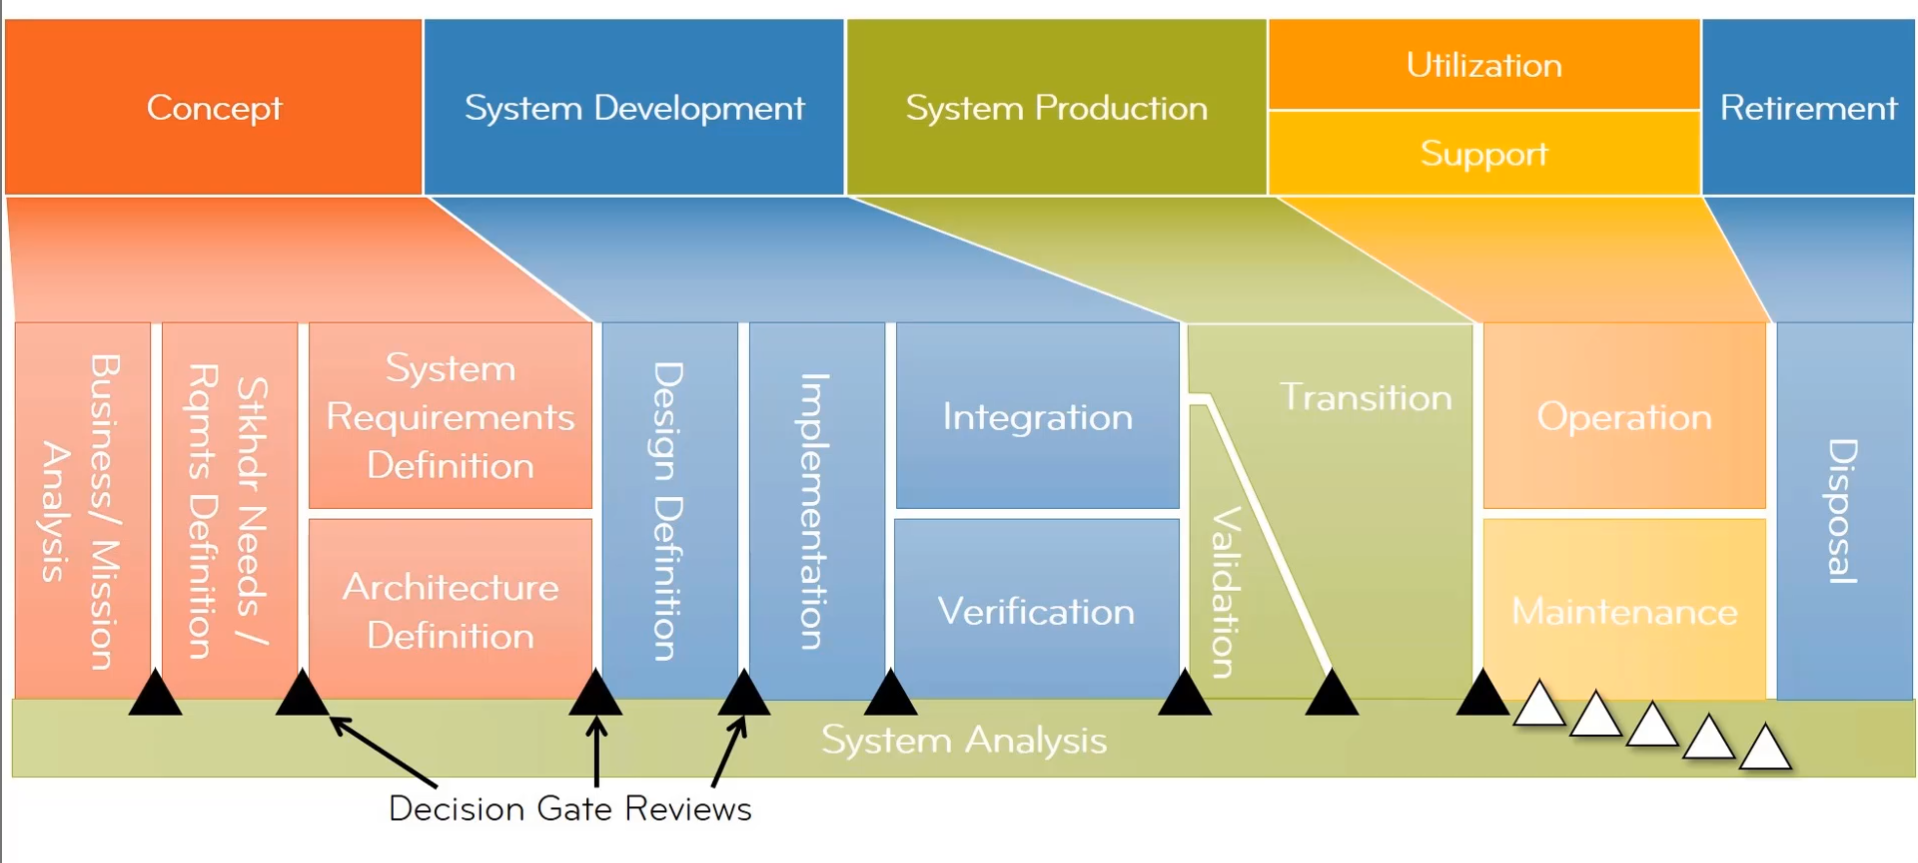 Concept
System Development
System Production
Utilization
Support
Retirement
Business/ Mission
Analysis
Stkhdr Needs /
Rqmts Definition
System
Requirements
Definition
Architecture
Definition
Design Definition
Implementation
Integration
Verification
Transition
Validation
Operation
Maintenance
Disposal
System Analysis
Decision Gate Reviews